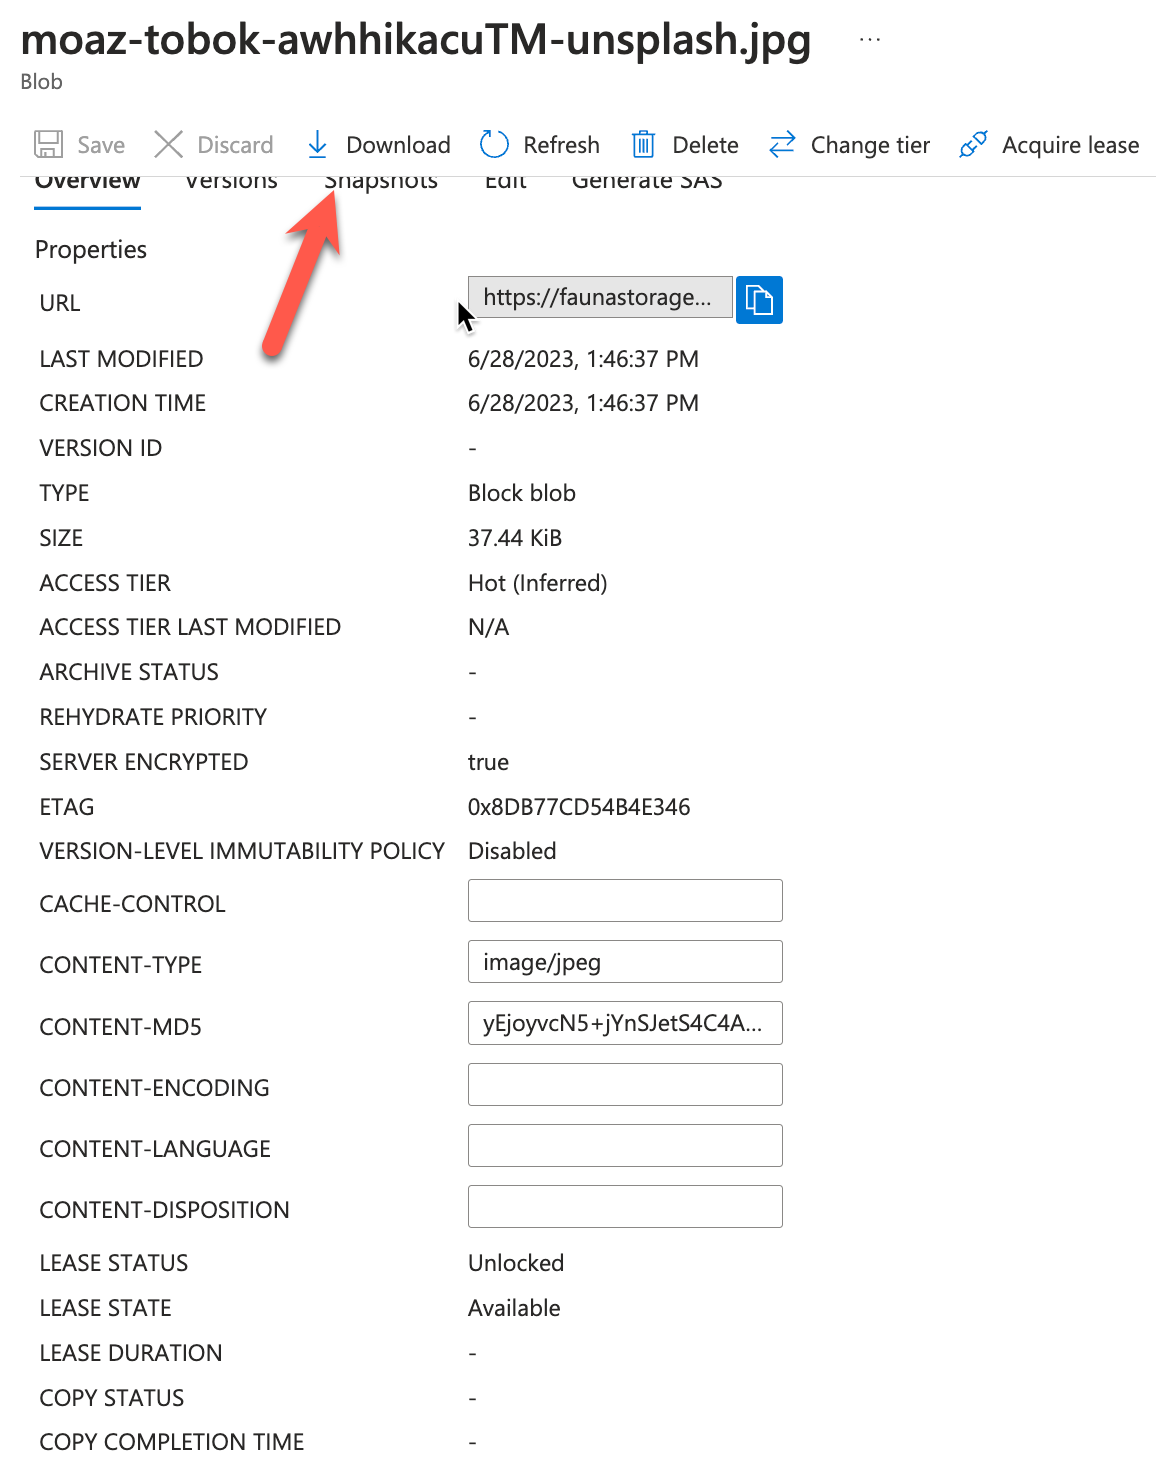 moaz-tobok-awhhikacuTM-unsplash.jpg ...
Blob
Save Discard Download Refresh Delete Change tier Acquire lease
Overview Versions Snapshots Edit Generate SAS
Properties
URL https://faunastorage...
LAST MODIFIED 6/28/2023, 1:46:37 PM
CREATION TIME 6/28/2023, 1:46:37 PM
VERSION ID -
TYPE Block blob
SIZE 37.44 KiB
ACCESS TIER Hot (Inferred)
ACCESS TIER LAST MODIFIED N/A
ARCHIVE STATUS -
REHYDRATE PRIORITY -
SERVER ENCRYPTED true
ETAG 0x8DB77CD54B4E346
VERSION-LEVEL IMMUTABILITY POLICY Disabled
CACHE-CONTROL
CONTENT-TYPE image/jpeg
CONTENT-MD5 yEjoyvcN5+jYnSJetS4C4A...
CONTENT-ENCODING
CONTENT-LANGUAGE
CONTENT-DISPOSITION
LEASE STATUS Unlocked
LEASE STATE Available
LEASE DURATION -
COPY STATUS -
COPY COMPLETION TIME -